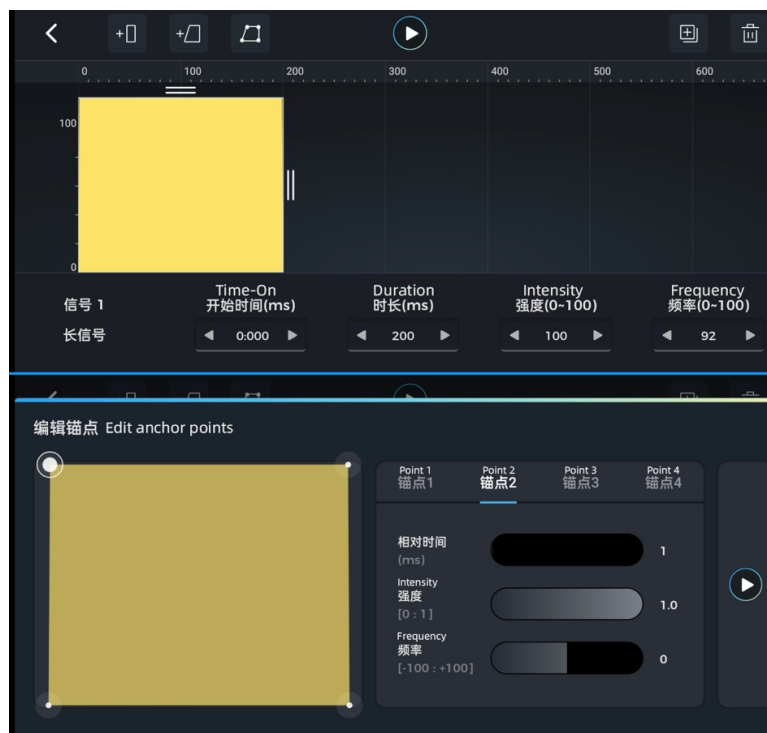 0 100 200 300 400 500 600
100
0
Time-On Duration Intensity Frequency
信号 1 开始时间(ms) 时长(ms) 强度(0~100) 频率(0~100)
长信号 0:000 200 100 92
编辑锚点 Edit anchor points
Point 1 Point 2 Point 3 Point 4
锚点1 锚点2 锚点3 锚点4
相对时间
(ms) 1
Intensity
强度
[0 : 1] 1.0
Frequency
频率
[-100 : +100] 0